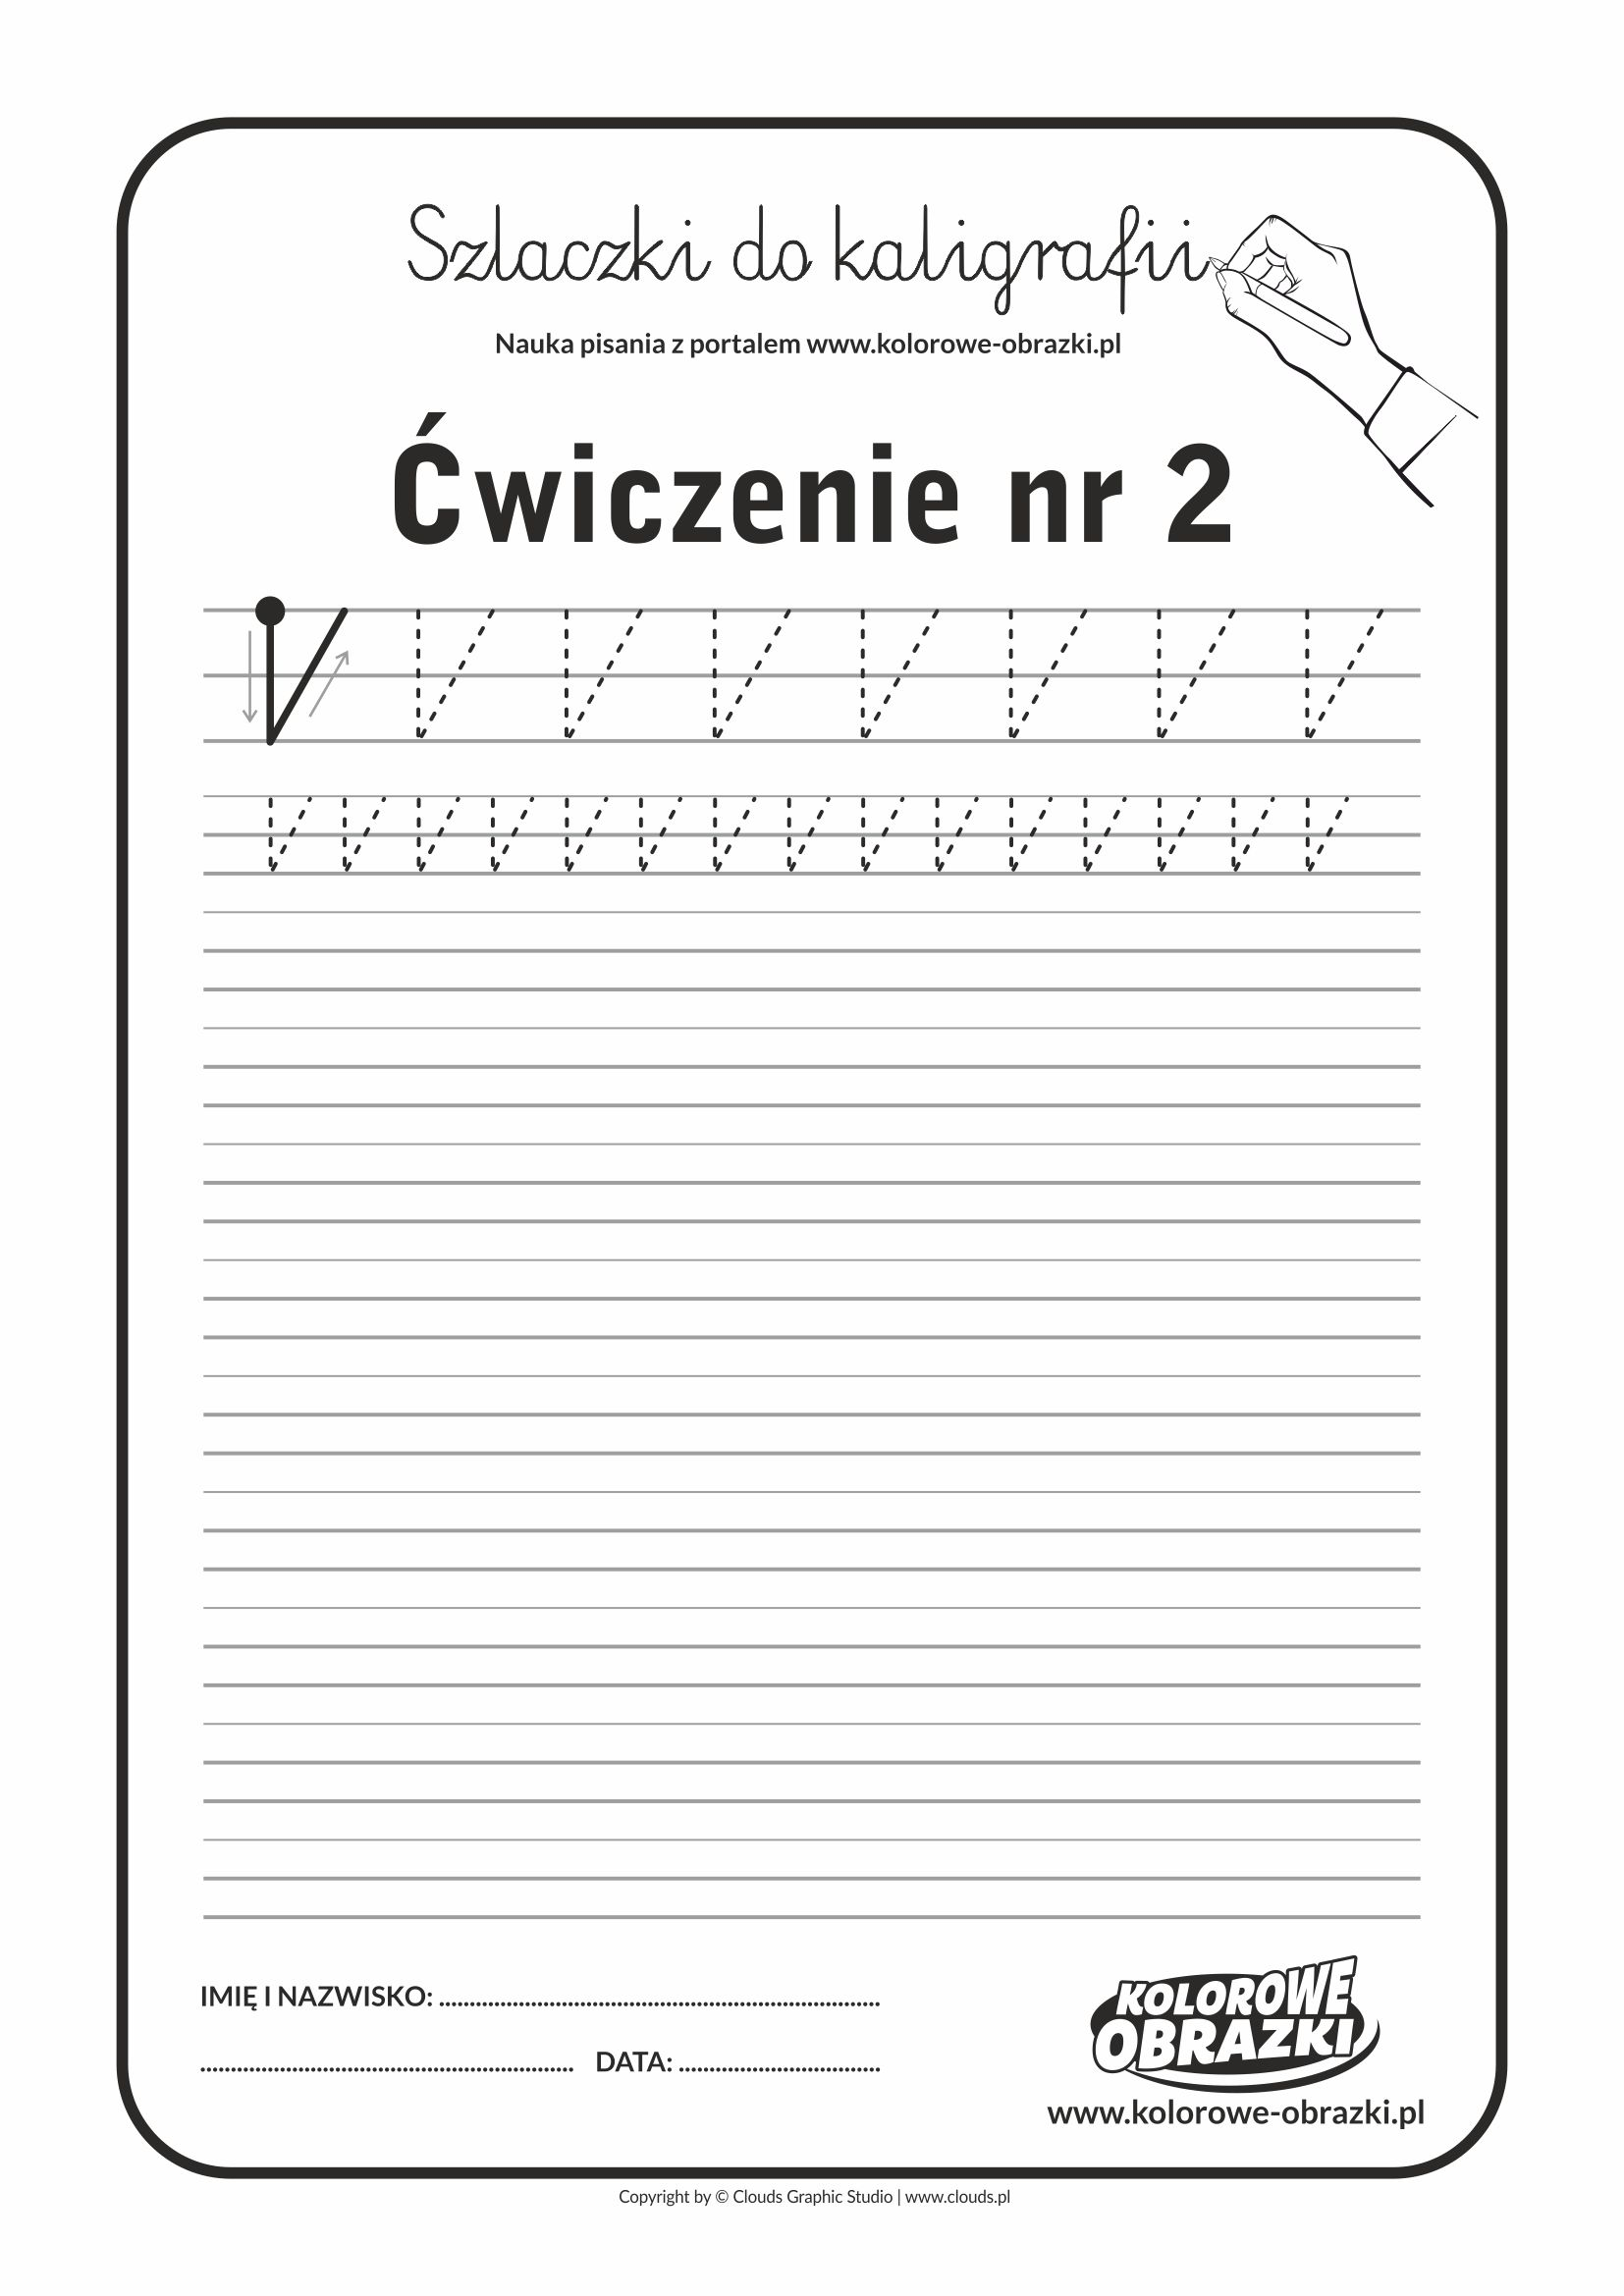 Szlaczki do kaligrafii
Nauka pisania z portalem www.kolorowe-obrazki.pl
Ćwiczenie nr 2
IMIĘ I NAZWISKO:
DATA:
KOLOROWE
OBRAZKI
www.kolorowe-obrazki.pl
Copyright by © Clouds Graphic Studio | www.clouds.pl